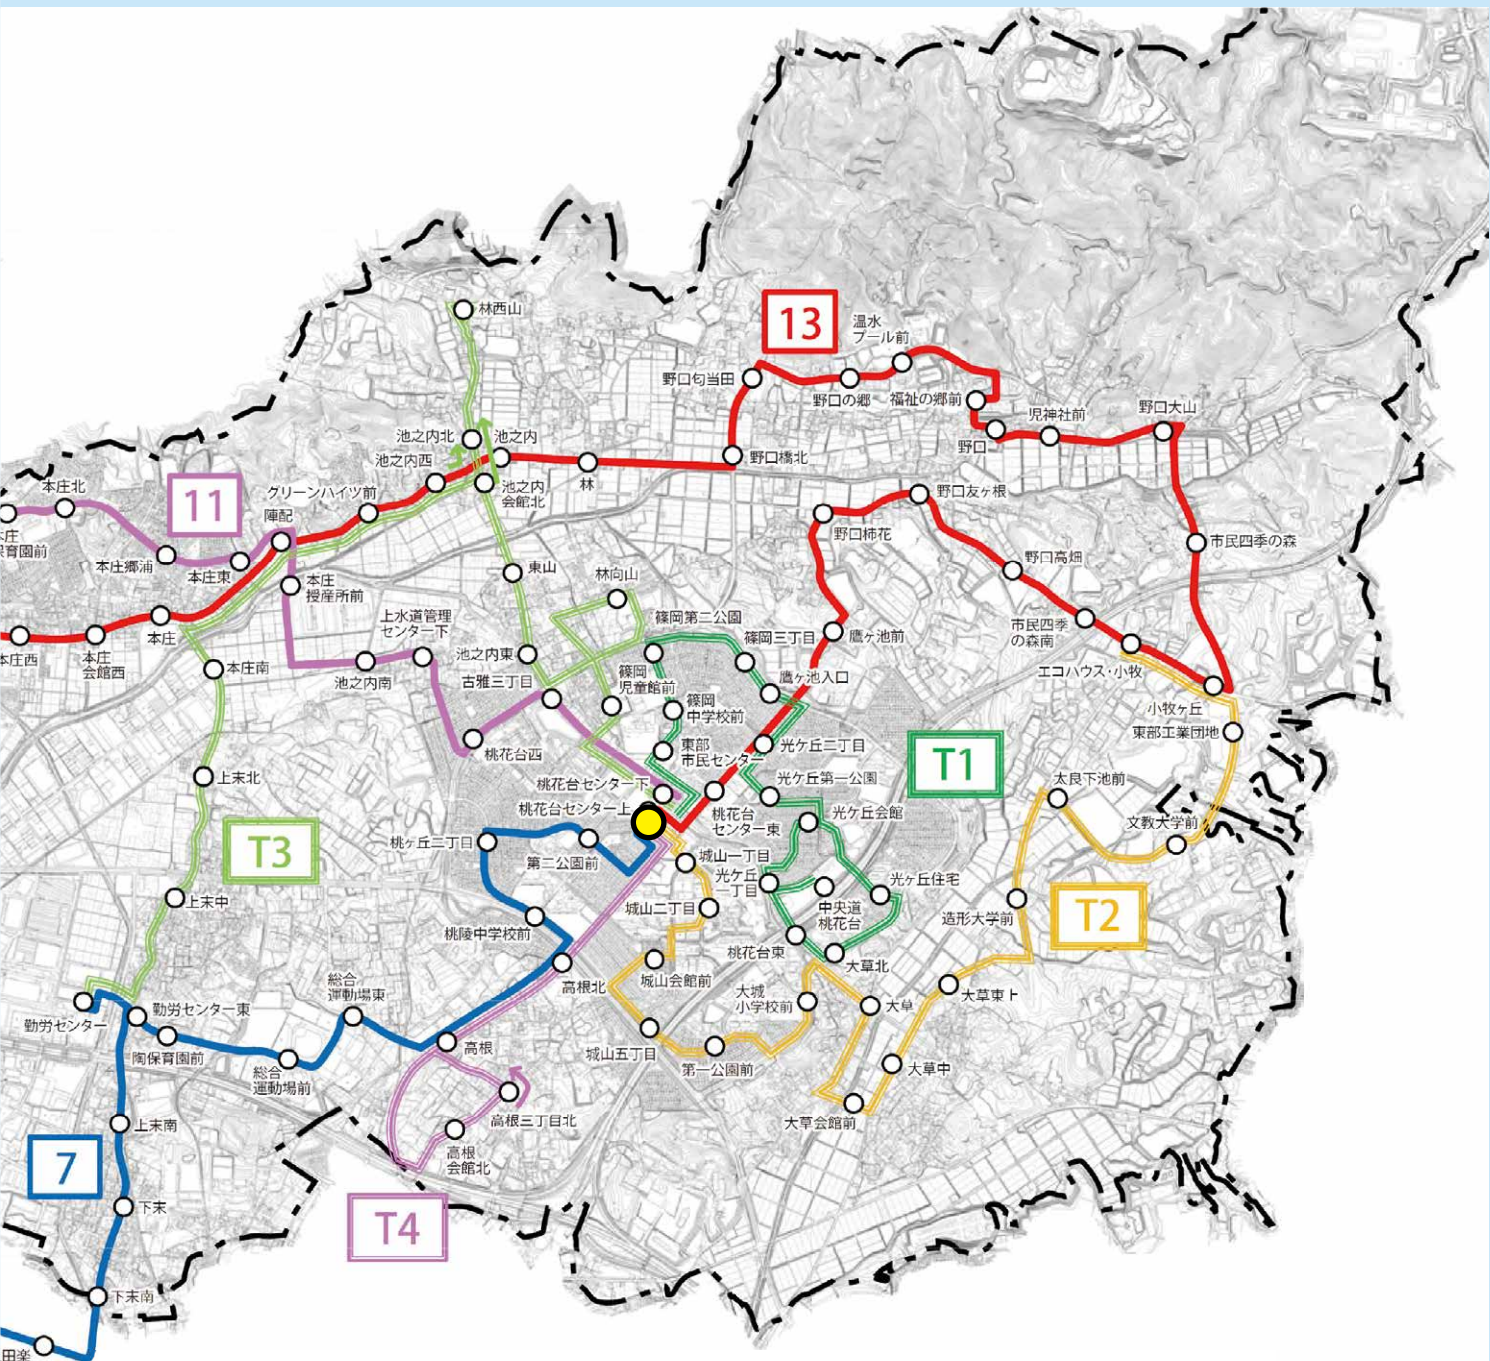 13
温水
プール前
林西山
野口匂当田
野口の郷
福祉の郷前
児神社前
野口大山
野口
池之内北
池之内
池之内西
野口橋北
林
本庄北
11
グリーンハイツ前
池之内
会館北
野口友ヶ根
陣配
本庄
保育園前
野口柿花
市民四季の森
本庄郷浦
本庄東
東山
野口高畑
本庄
授産所前
林向山
上水道管理
センター下
篠岡第二公園
市民四季
の森南
本庄
本庄西
本庄
会館西
篠岡三丁目
鷹ヶ池前
池之内東
本庄南
池之内南
古雅三丁目
篠岡
児童館前
鷹ヶ池入口
エコハウス・小牧
小牧ヶ丘
篠岡
中学校前
東部工業団地
桃花台西
東部
市民センター
光ケ丘二丁目
T1
上末北
桃花台センター下
光ケ丘第一公園
太良下池前
桃花台センター上
桃花台
センター東
光ケ丘会館
文教大学前
T3
桃ヶ丘二丁目
第二公園前
城山一丁目
光ケ丘
一丁目
光ヶ丘住宅
上末中
城山二丁目
中央道
桃花台
造形大学前
T2
桃陵中学校前
桃花台東
大草北
総合
運動場東
高根北
城山会館前
大城
小学校前
大草
大草東上
勤労センター
勤労センター東
陶保育園前
高根
城山五丁目
第一公園前
総合
運動場前
大草中
上末南
高根三丁目北
大草会館前
高根
会館北
7
下末
T4
下末南
田楽